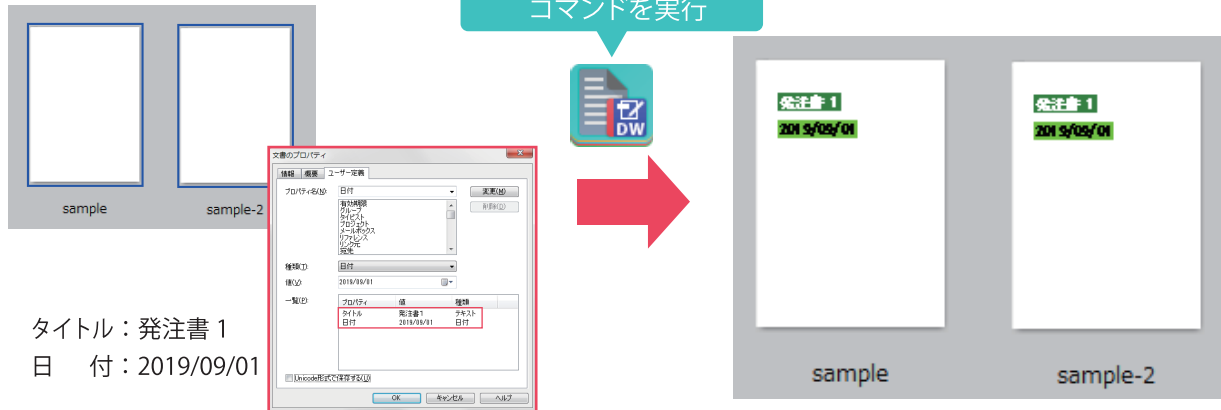 コマンドを実行
sample
sample-2
タイトル：発注書 1
日　付：2019/09/01
文書のプロパティ
情報
概要
ユーザー定義
プロパティ名(N):
日付
変更(M)
削除(D)
有効期限
グループ
タイピスト
プロジェクト
メールボックス
リファレンス
リンク元
宛先
種類(T):
日付
値(V):
2019/09/01
一覧(P):
プロパティ 値 種類
タイトル 発注書1 テキスト
日付 2019/09/01 日付
Unicode形式で保存する(U)
OK
キャンセル
ヘルプ
DW
発注書 1
2019/09/01
sample
発注書 1
2019/09/01
sample-2